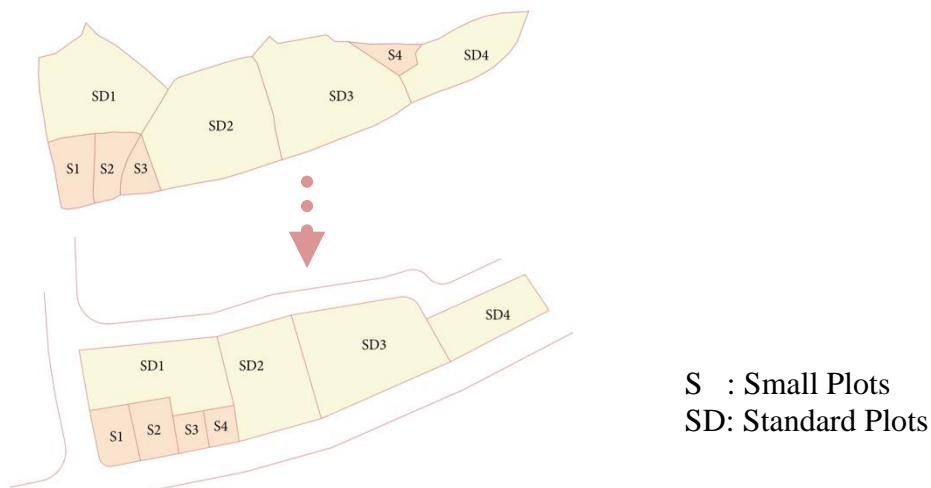 S4
SD4
SD1
SD3
SD2
S1
S2
S3
SD4
SD3
SD1
SD2
S1
S2
S3
S4
S : Small Plots
SD: Standard Plots